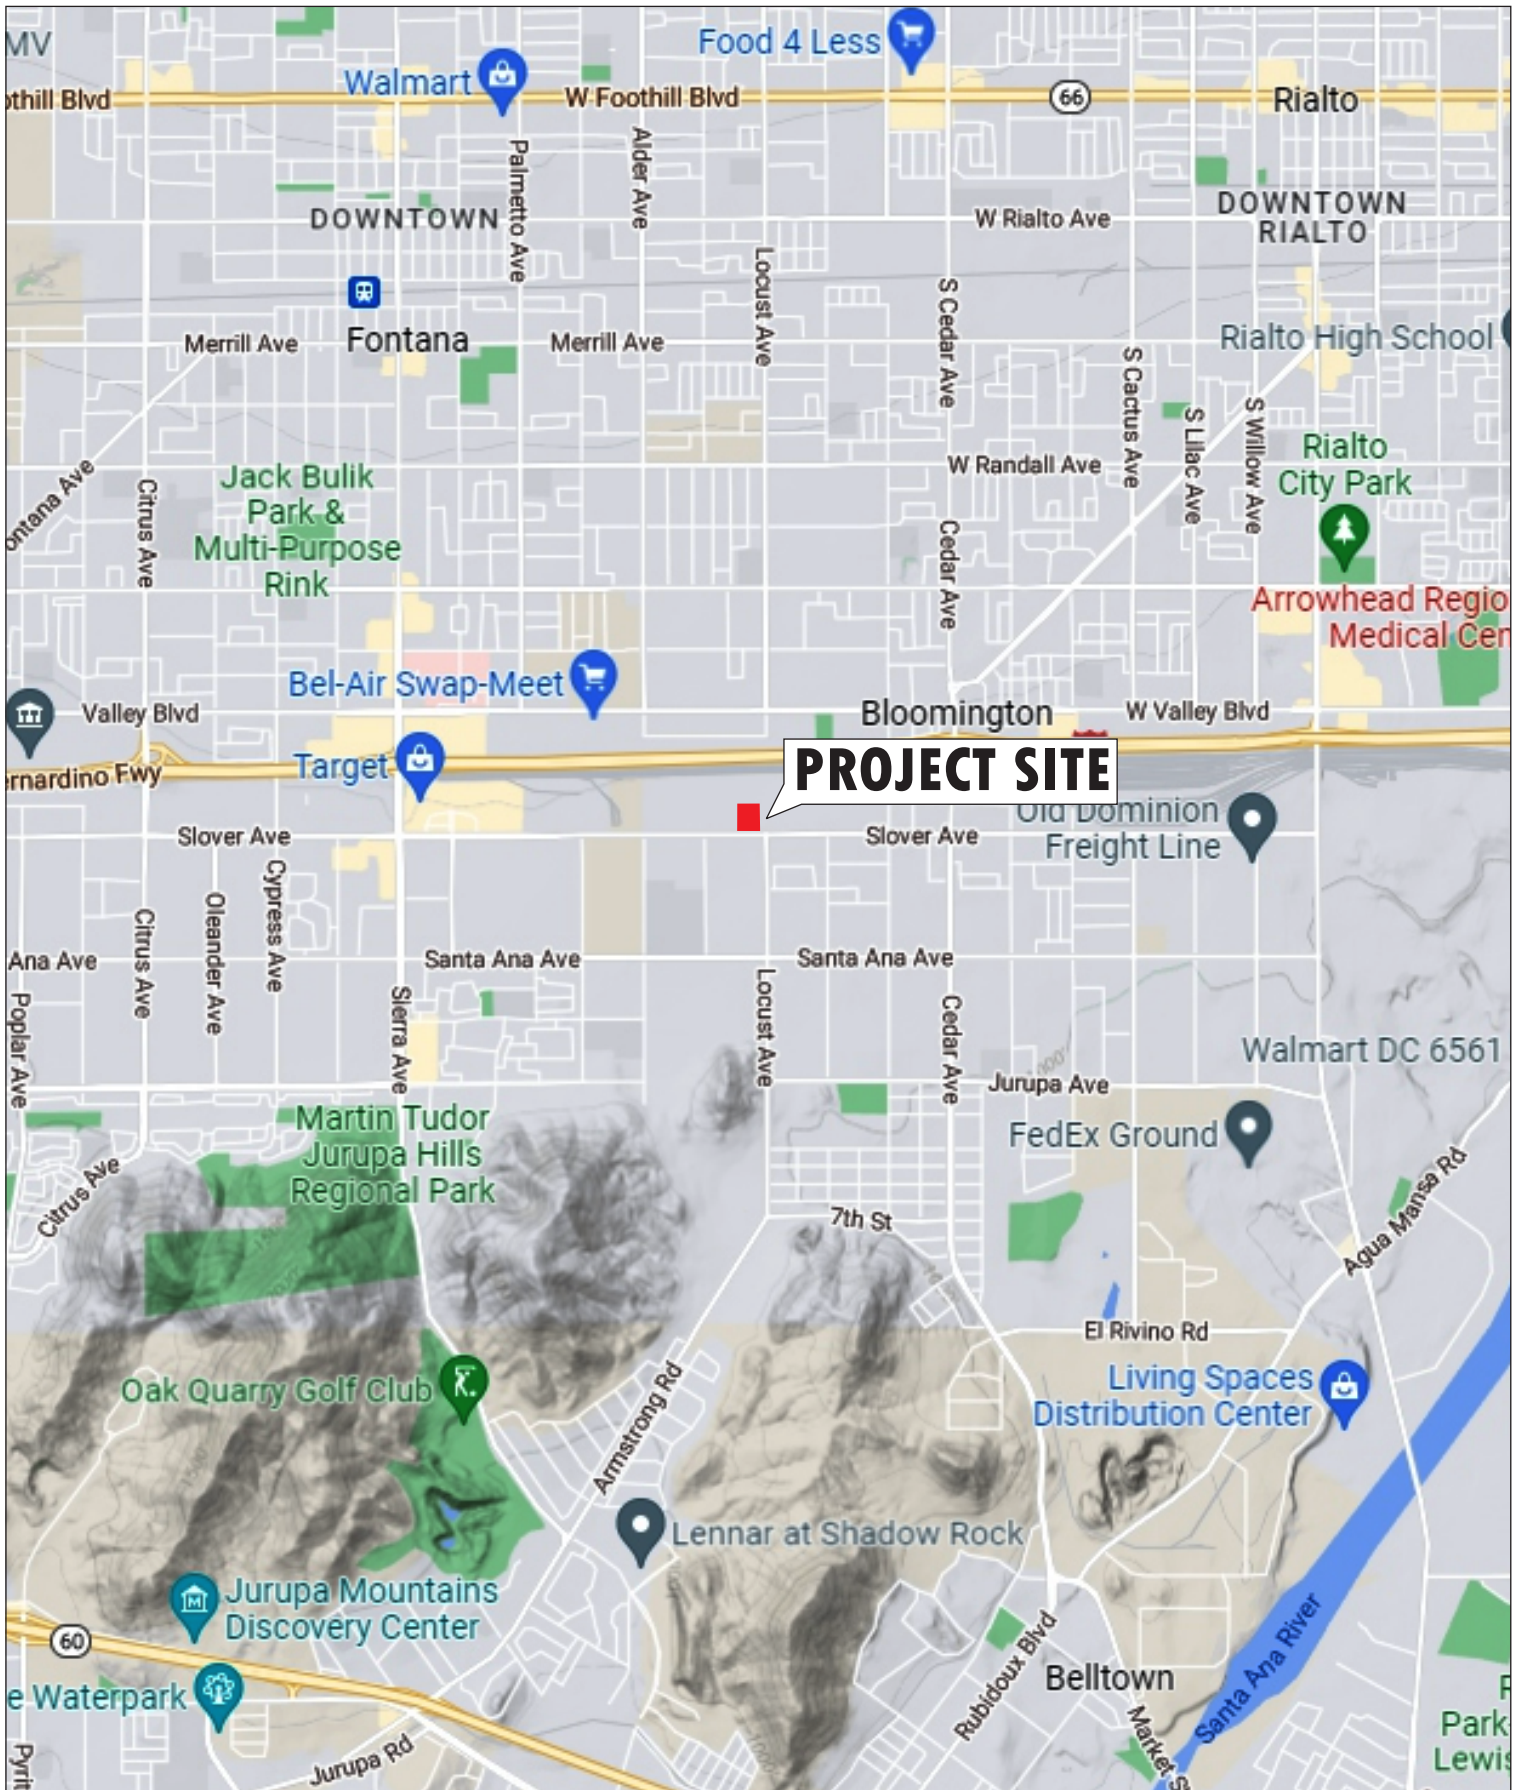 MV
Food 4 Less
Walmart
othill Blvd
W Foothill Blvd
66
Rialto
Palmetto Ave
Alder Ave
DOWNTOWN
W Rialto Ave
DOWNTOWN
RIALTO
Locust Ave
S Cedar Ave
Merrill Ave
Fontana
Merrill Ave
Rialto High School
S Cactus Ave
S Lilac Ave
S Willow Ave
ontana Ave
Citrus Ave
Jack Bulik
Park &
Multi-Purpose
Rink
W Randall Ave
Rialto
City Park
Cedar Ave
Arrowhead Regio
Medical Cen
Bel-Air Swap-Meet
Valley Blvd
Bloomington
W Valley Blvd
ernardino Fwy
Target
PROJECT SITE
Old Dominion
Freight Line
Slover Ave
Slover Ave
Cypress Ave
Oleander Ave
Citrus Ave
Ana Ave
Santa Ana Ave
Santa Ana Ave
Poplar Ave
Sierra Ave
Locust Ave
Cedar Ave
1000'
Walmart DC 6561
Jurupa Ave
Martin Tudor
Jurupa Hills
Regional Park
FedEx Ground
Citrus Ave
7th St
Agua Mansa Rd
El Rivino Rd
Oak Quarry Golf Club
Armstrong Rd
Living Spaces
Distribution Center
Lennar at Shadow Rock
Jurupa Mountains
Discovery Center
60
e Waterpark
Rubidoux Blvd
Belltown
Santa Ana River
Market S
Jurupa Rd
Pyrit
Park
Lewis